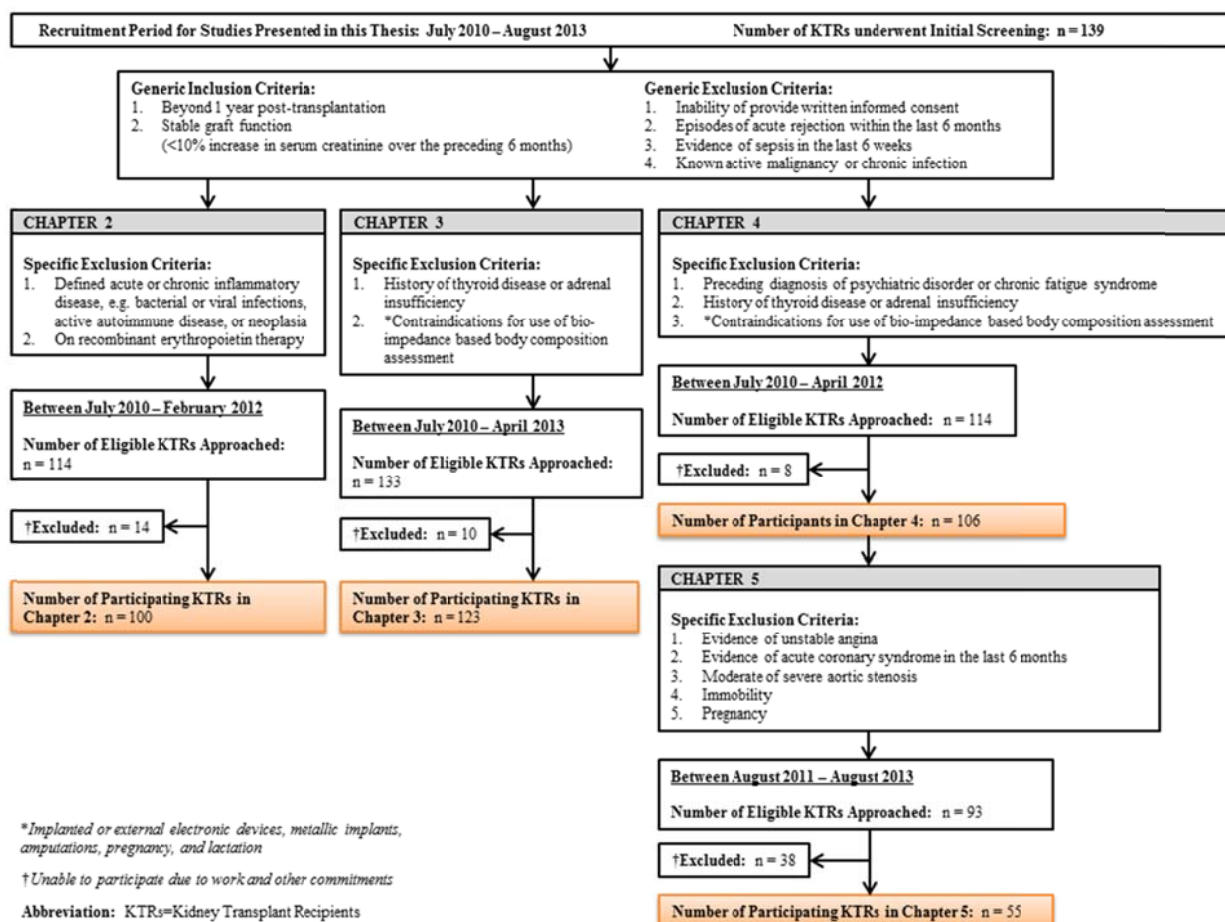 Recruitment Period for Studies Presented in this Thesis: July 2010 – August 2013
Number of KTRs underwent Initial Screening: n = 139
Generic Inclusion Criteria:
1. Beyond 1 year post-transplantation
2. Stable graft function
(<10% increase in serum creatinine over the preceding 6 months)
Generic Exclusion Criteria:
1. Inability of provide written informed consent
2. Episodes of acute rejection within the last 6 months
3. Evidence of sepsis in the last 6 weeks
4. Known active malignancy or chronic infection
CHAPTER 2
Specific Exclusion Criteria:
1. Defined acute or chronic inflammatory
disease, e.g. bacterial or viral infections,
active autoimmune disease, or neoplasia
2. On recombinant erythropoietin therapy
Between July 2010 – February 2012
Number of Eligible KTRs Approached:
n = 114
†Excluded: n = 14
Number of Participating KTRs in
Chapter 2: n = 100
CHAPTER 3
Specific Exclusion Criteria:
1. History of thyroid disease or adrenal
insufficiency
2. *Contraindications for use of bio-
impedance based body composition
assessment
Between July 2010 – April 2013
Number of Eligible KTRs Approached:
n = 133
†Excluded: n = 10
Number of Participating KTRs in
Chapter 3: n = 123
CHAPTER 4
Specific Exclusion Criteria:
1. Preceding diagnosis of psychiatric disorder or chronic fatigue syndrome
2. History of thyroid disease or adrenal insufficiency
3. *Contraindications for use of bio-impedance based body composition assessment
Between July 2010 – April 2012
Number of Eligible KTRs Approached: n = 114
†Excluded: n = 8
Number of Participants in Chapter 4: n = 106
CHAPTER 5
Specific Exclusion Criteria:
1. Evidence of unstable angina
2. Evidence of acute coronary syndrome in the last 6 months
3. Moderate of severe aortic stenosis
4. Immobility
5. Pregnancy
Between August 2011 – August 2013
Number of Eligible KTRs Approached: n = 93
†Excluded: n = 38
Number of Participating KTRs in Chapter 5: n = 55
*Implanted or external electronic devices, metallic implants,
amputations, pregnancy, and lactation
†Unable to participate due to work and other commitments
Abbreviation: KTRs=Kidney Transplant Recipients